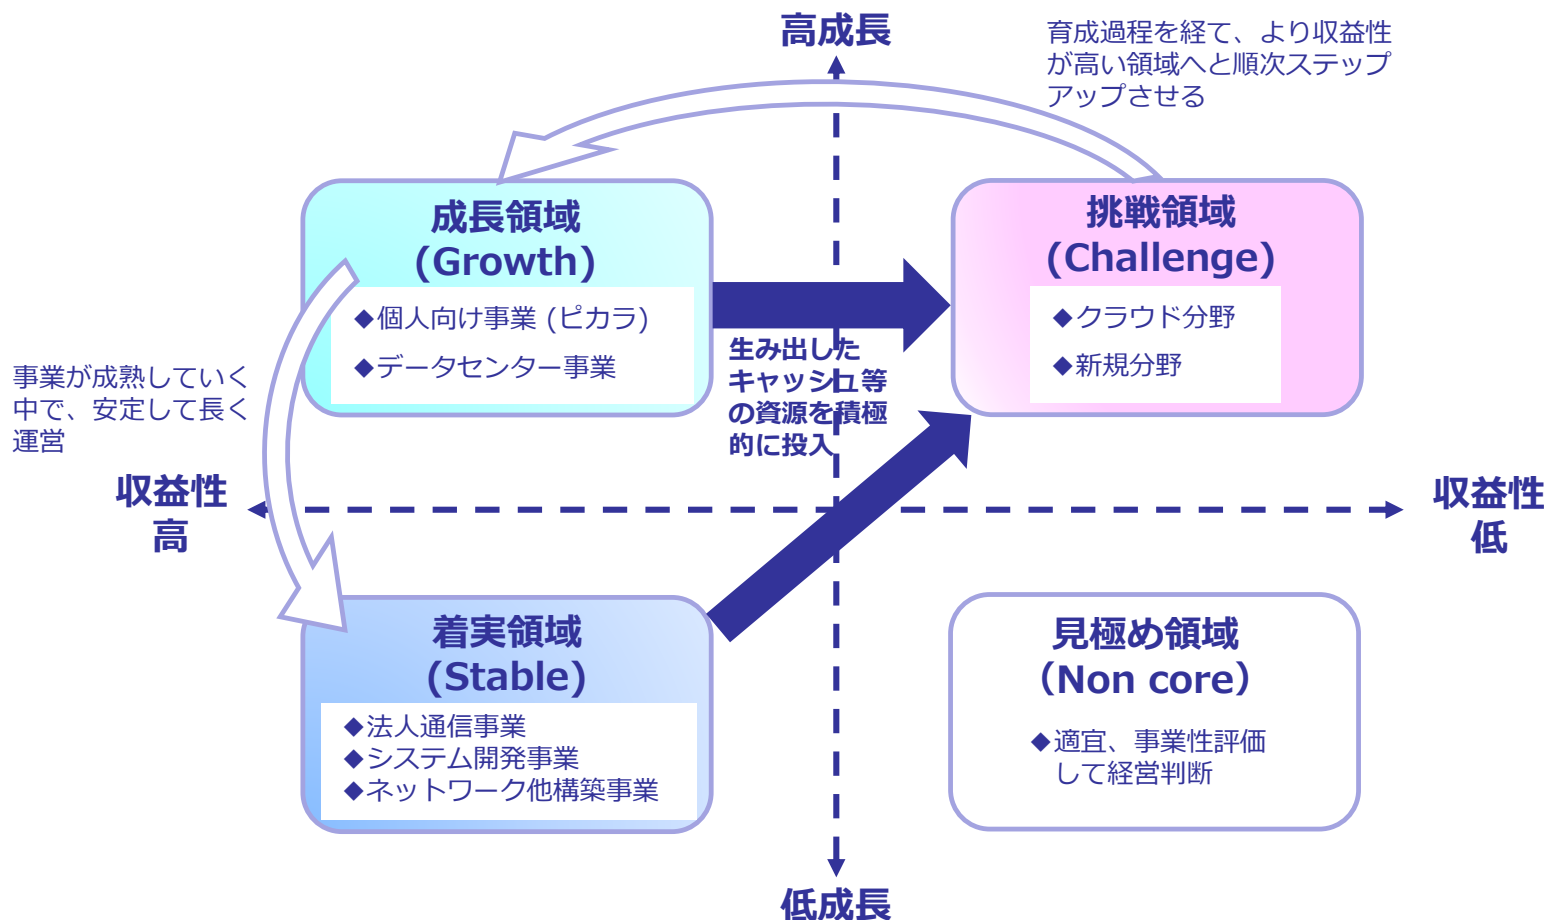 高成長
育成過程を経て、より収益性
が高い領域へと順次ステップ
アップさせる
成長領域
(Growth)
◆個人向け事業 (ピカラ)
◆データセンター事業
挑戦領域
(Challenge)
◆クラウド分野
◆新規分野
生み出した
キャッシュ等
の資源を積極
的に投入
事業が成熟していく
中で、安定して長く
運営
収益性
高
収益性
低
着実領域
(Stable)
◆法人通信事業
◆システム開発事業
◆ネットワーク他構築事業
見極め領域
（Non core）
◆適宜、事業性評価
して経営判断
低成長